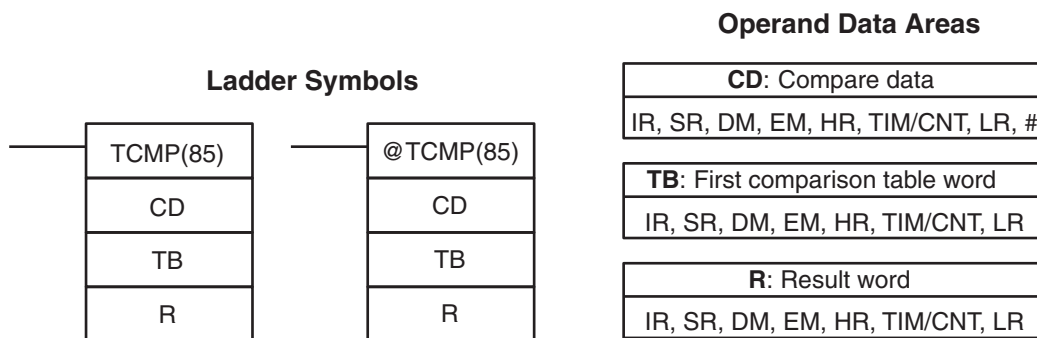 Operand Data Areas
Ladder Symbols
CD: Compare data
IR, SR, DM, EM, HR, TIM/CNT, LR, #
TCMP(85)
@TCMP(85)
TB: First comparison table word
CD
CD
IR, SR, DM, EM, HR, TIM/CNT, LR
TB
TB
R: Result word
R
R
IR, SR, DM, EM, HR, TIM/CNT, LR